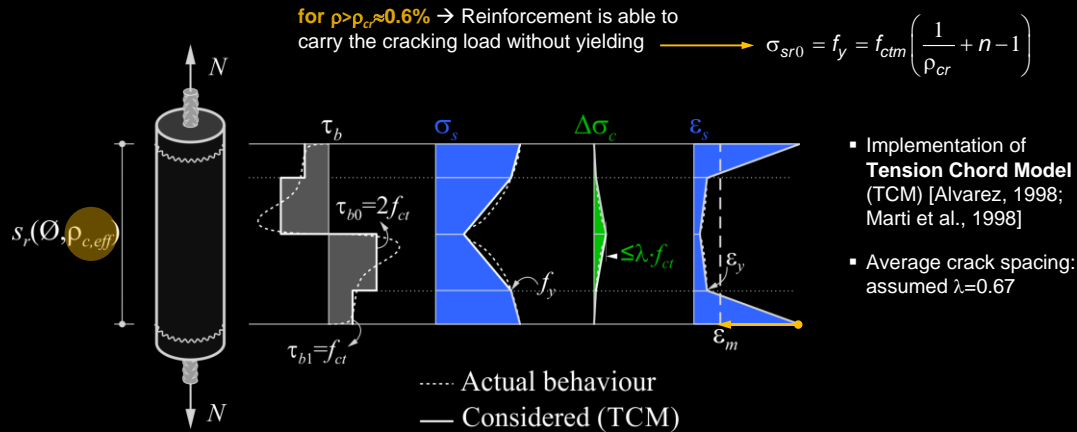 for ρ>ρcr≈0.6% → Reinforcement is able to
carry the cracking load without yielding
σsr0 = fy = fctm (1/ρcr + n − 1)
N
τb
σs
Δσc
εs
τb0=2fct
sr(Ø,ρc,eff)
≤λ·fct
εy
fy
εm
τb1=fct
N
---- Actual behaviour
— Considered (TCM)
▪ Implementation of
Tension Chord Model
(TCM) [Alvarez, 1998;
Marti et al., 1998]
▪ Average crack spacing:
assumed λ=0.67